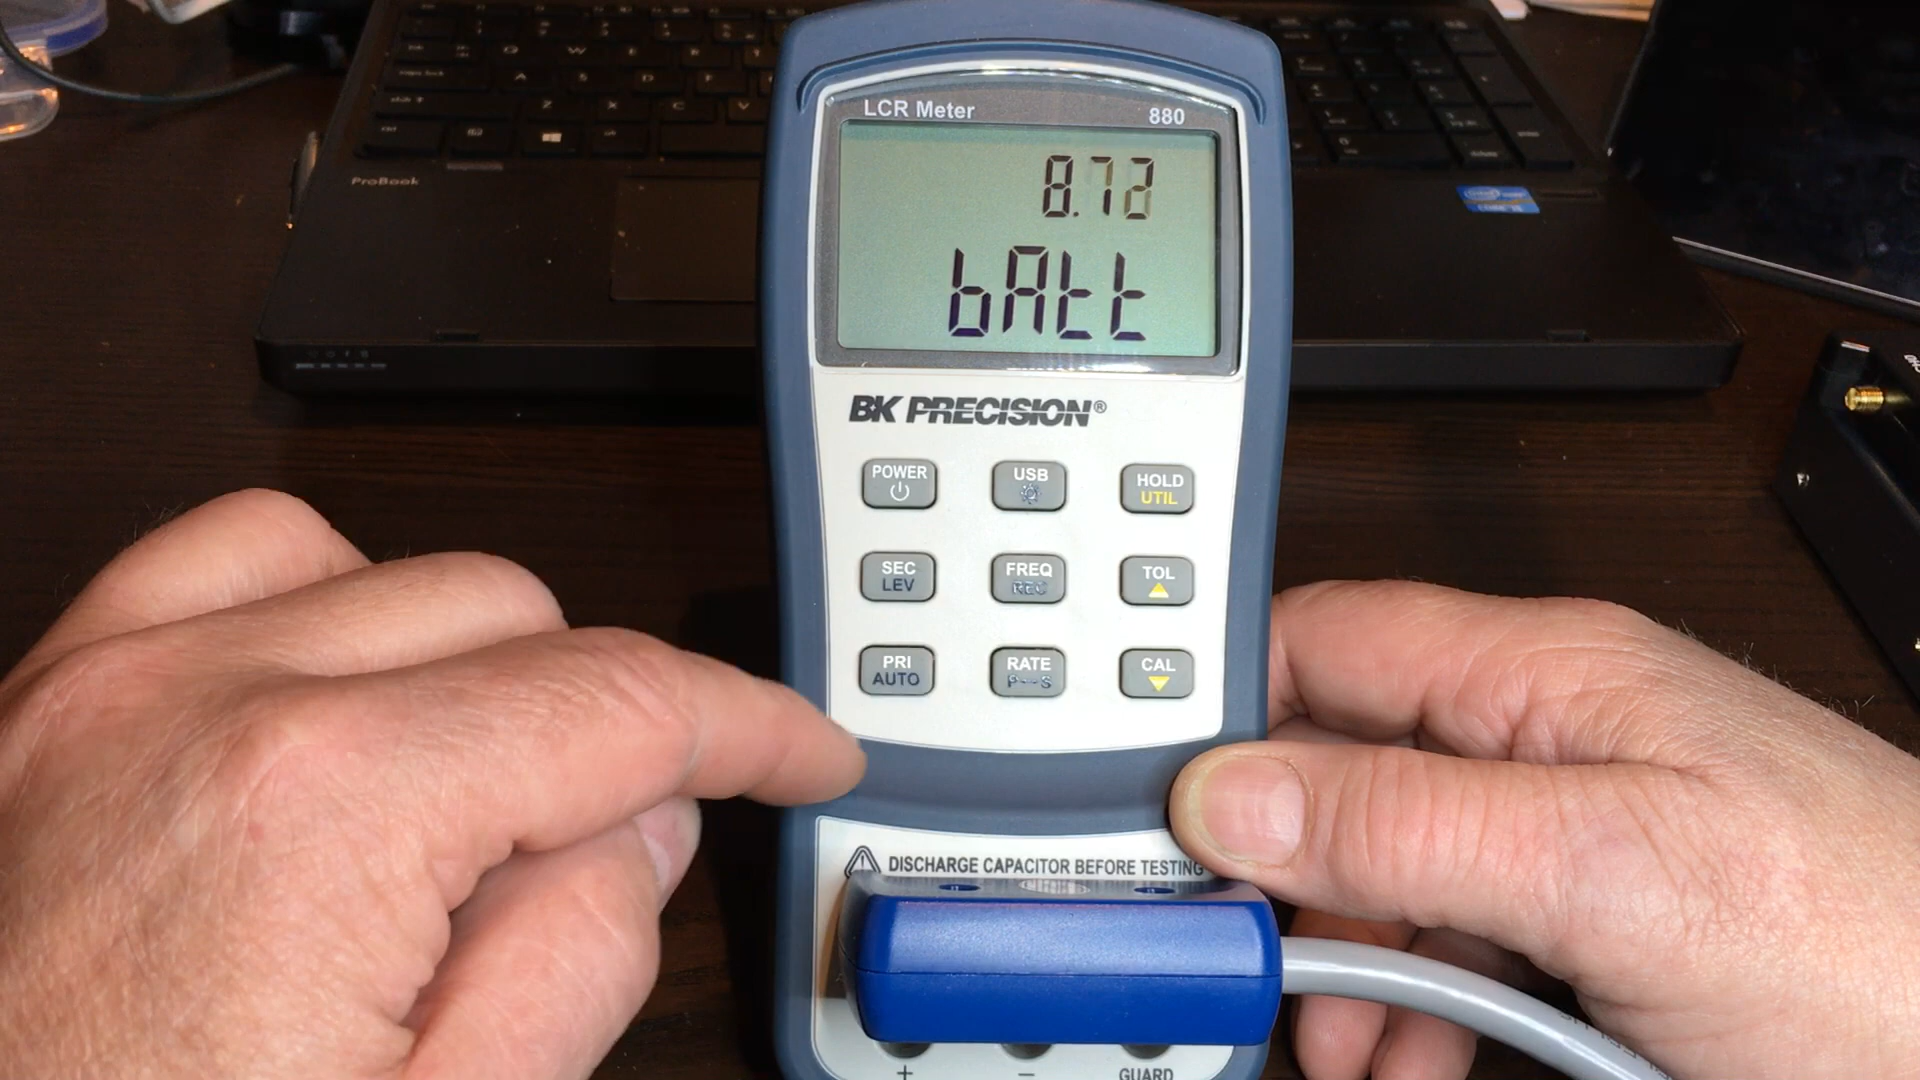 LCR Meter 880
8.72
bAtt
BK PRECISION®
POWER USB HOLD
UTIL
SEC FREQ TOL
LEV REC
PRI RATE CAL
AUTO P↔S
DISCHARGE CAPACITOR BEFORE TESTING
+ − GUARD
ProBook